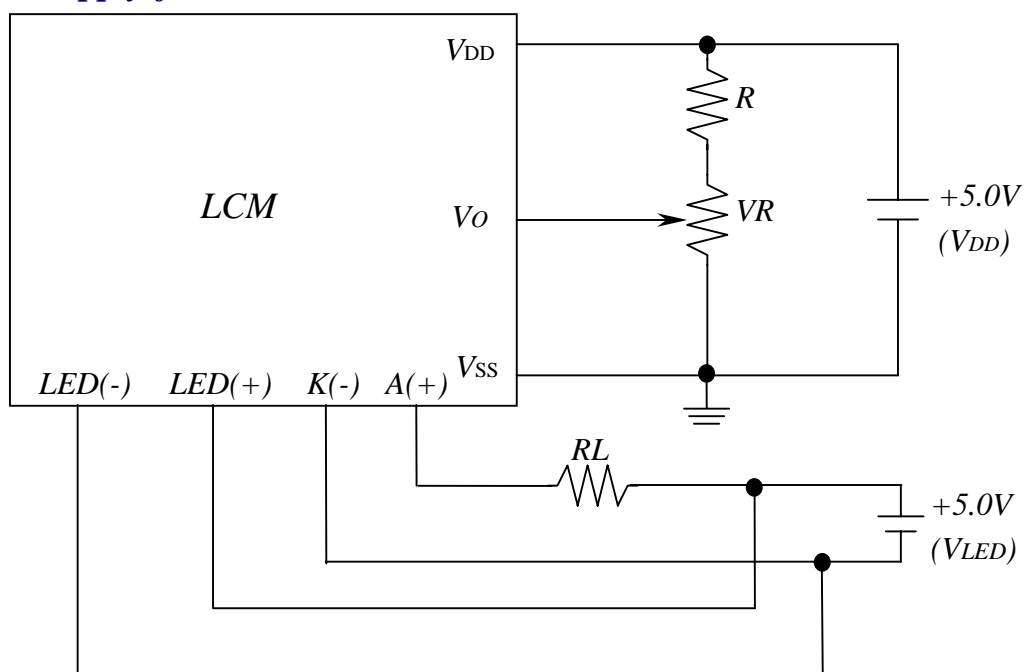 VDD
R
LCM
VO
VR
+5.0V
(VDD)
VSS
LED(-) LED(+) K(-) A(+)
RL
+5.0V
(VLED)